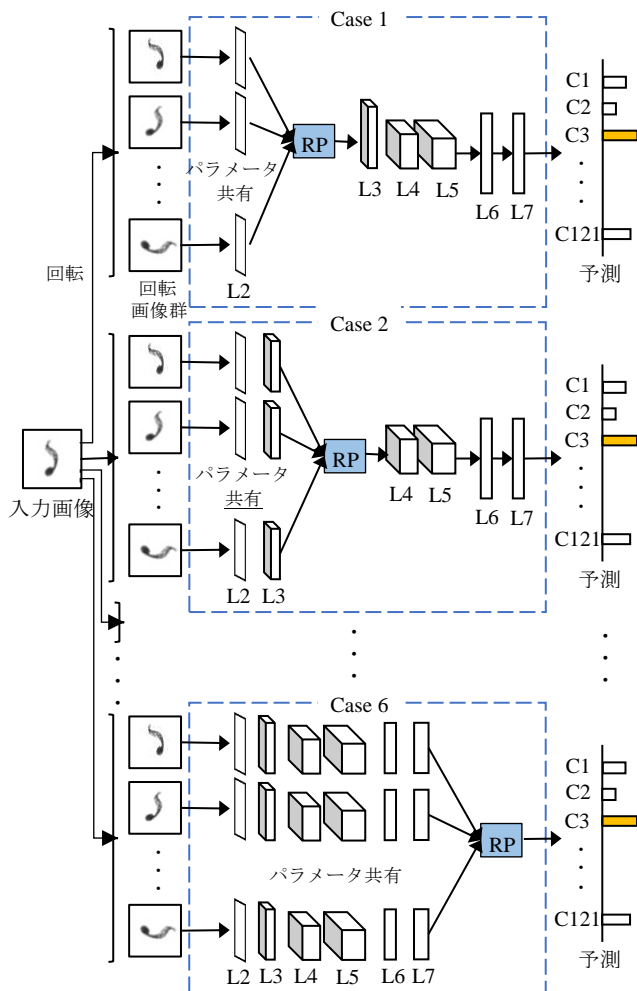 Case 1
RP
パラメータ
共有
L2
L3
L4
L5
L6
L7
C1
C2
C3
C121
予測
回転
回転
画像群
Case 2
RP
パラメータ
共有
L2
L3
L4
L5
L6
L7
C1
C2
C3
C121
予測
入力画像
Case 6
RP
パラメータ共有
L2
L3
L4
L5
L6
L7
C1
C2
C3
C121
予測